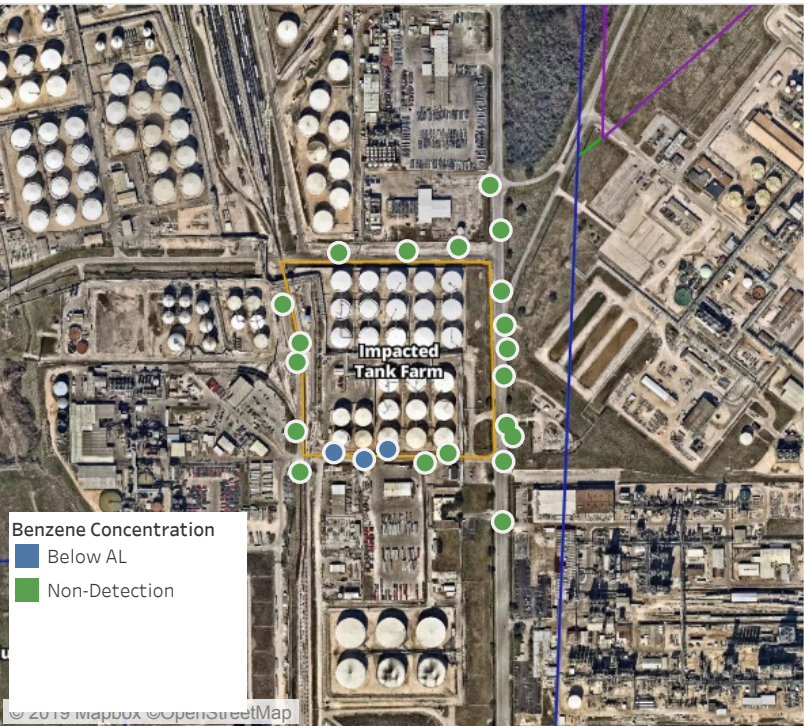 Impacted
Tank Farm
Benzene Concentration
Below AL
Non-Detection
© 2019 Mapbox ©OpenStreetMap